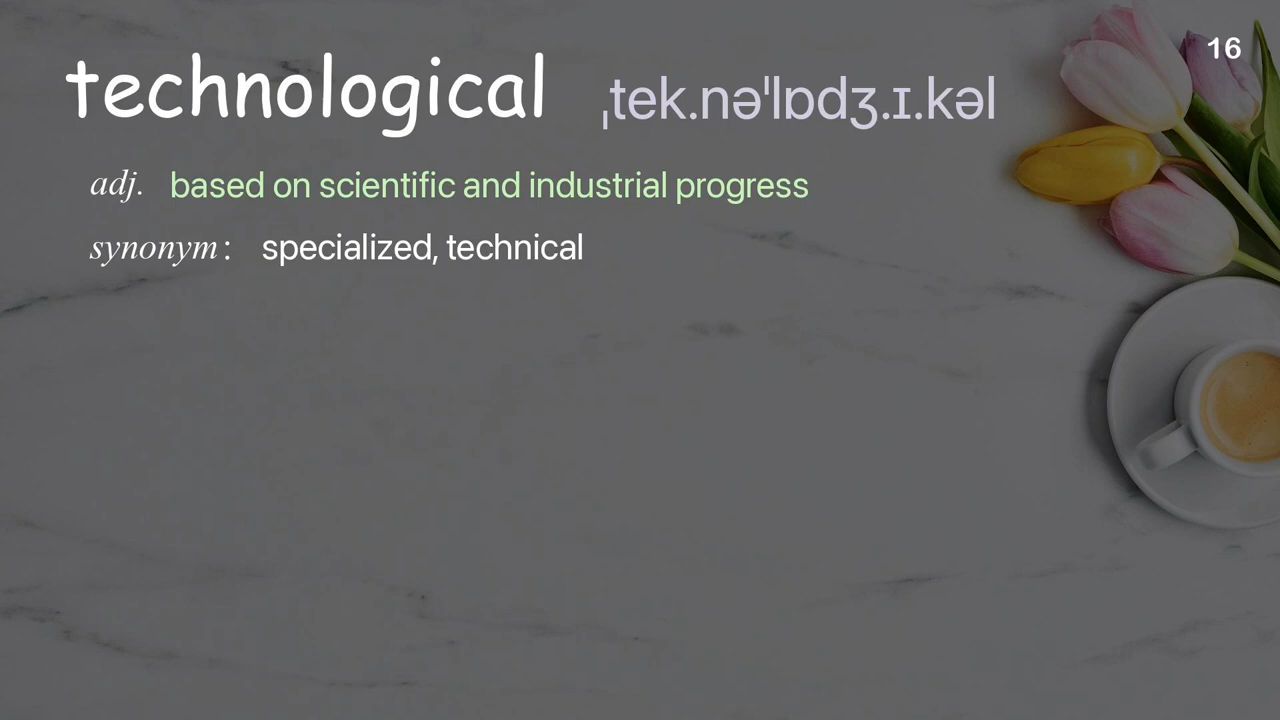 16
technological ˌtek.nəˈlɒdʒ.ɪ.kəl
adj. based on scientific and industrial progress
synonym: specialized, technical